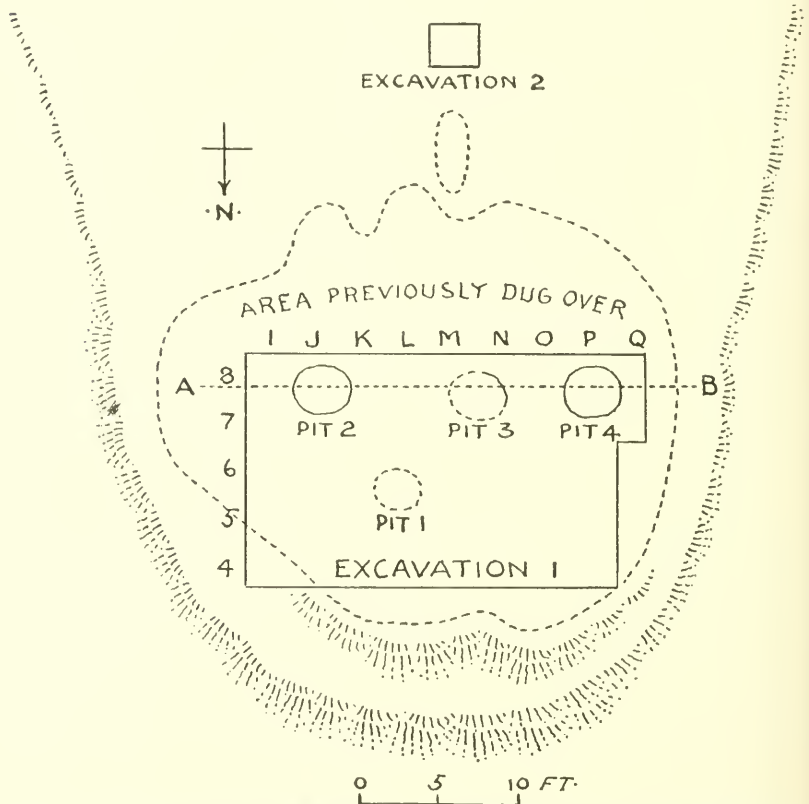 EXCAVATION 2
·N·
AREA PREVIOUSLY DUG OVER
I J K L M N O P Q
A 8 B
7 PIT 2 PIT 3 PIT 4
6
5 PIT 1
4 EXCAVATION 1
0 5 10 FT.